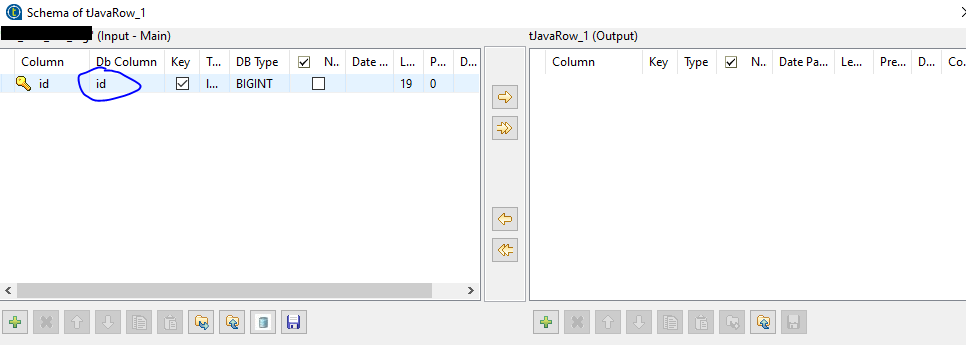 Schema of tJavaRow_1
(Input - Main)
tJavaRow_1 (Output)
Column Db Column Key T... DB Type N.. Date ... L... P... D...
Column Key Type N.. Date Pa... Le... Pre... D... Co...
id id I... BIGINT 19 0